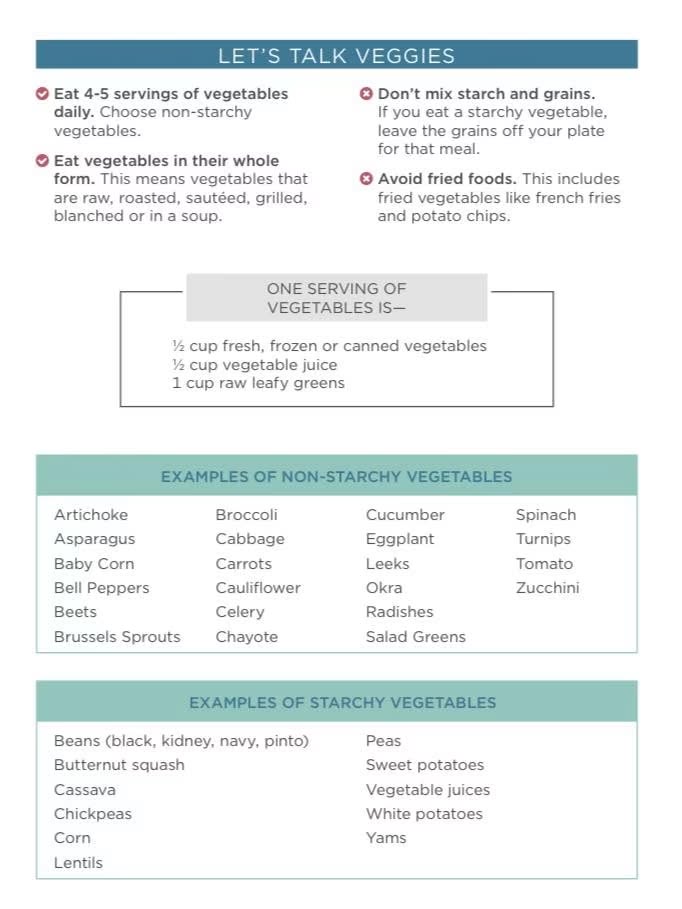 LET'S TALK VEGGIES
Eat 4-5 servings of vegetables
daily. Choose non-starchy
vegetables.
Eat vegetables in their whole
form. This means vegetables that
are raw, roasted, sautéed, grilled,
blanched or in a soup.
Don't mix starch and grains.
If you eat a starchy vegetable,
leave the grains off your plate
for that meal.
Avoid fried foods. This includes
fried vegetables like french fries
and potato chips.
ONE SERVING OF
VEGETABLES IS—
½ cup fresh, frozen or canned vegetables
½ cup vegetable juice
1 cup raw leafy greens
EXAMPLES OF NON-STARCHY VEGETABLES
Artichoke
Asparagus
Baby Corn
Bell Peppers
Beets
Brussels Sprouts
Broccoli
Cabbage
Carrots
Cauliflower
Celery
Chayote
Cucumber
Eggplant
Leeks
Okra
Radishes
Salad Greens
Spinach
Turnips
Tomato
Zucchini
EXAMPLES OF STARCHY VEGETABLES
Beans (black, kidney, navy, pinto)
Butternut squash
Cassava
Chickpeas
Corn
Lentils
Peas
Sweet potatoes
Vegetable juices
White potatoes
Yams